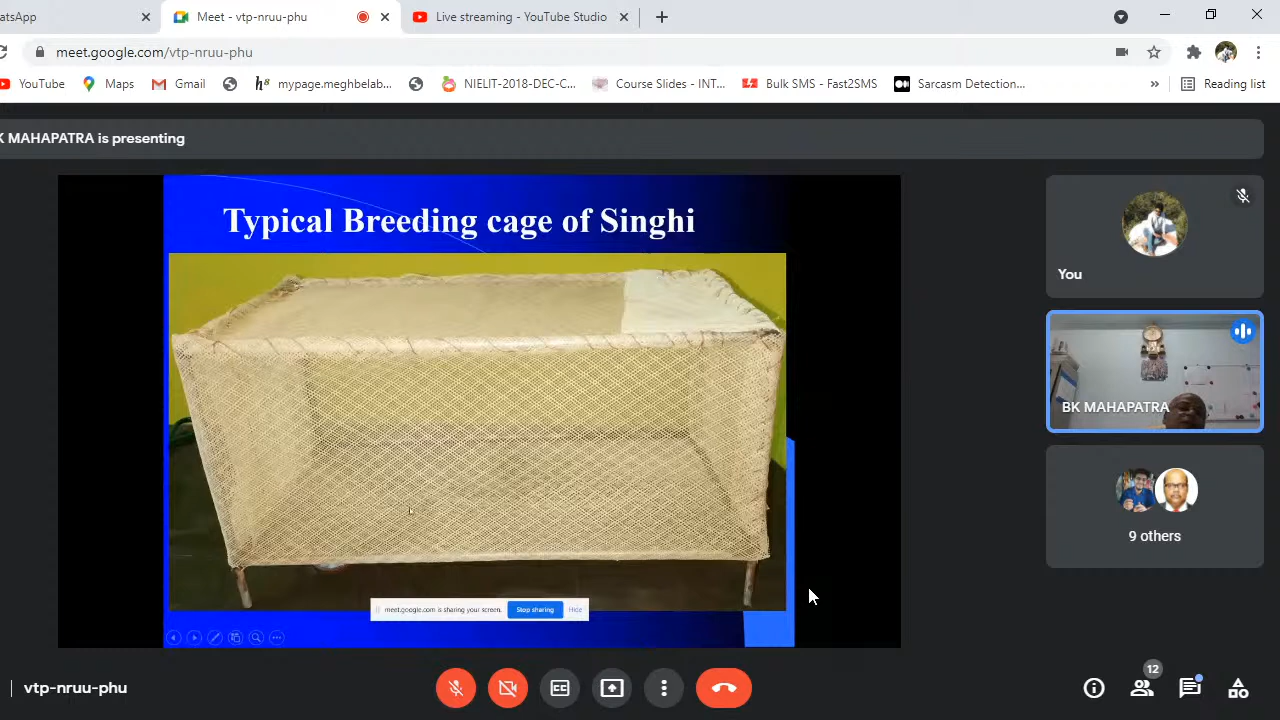 atsApp
Meet - vtp-nruu-phu
Live streaming - YouTube Studio
meet.google.com/vtp-nruu-phu
YouTube
Maps
Gmail
mypage.meghbelab...
NIELIT-2018-DEC-C...
Course Slides - INT...
Bulk SMS - Fast2SMS
Sarcasm Detection...
»
Reading list
K MAHAPATRA is presenting
Typical Breeding cage of Singhi
You
BK MAHAPATRA
9 others
meet.google.com is sharing your screen.
Stop sharing
Hide
vtp-nruu-phu
CC
12